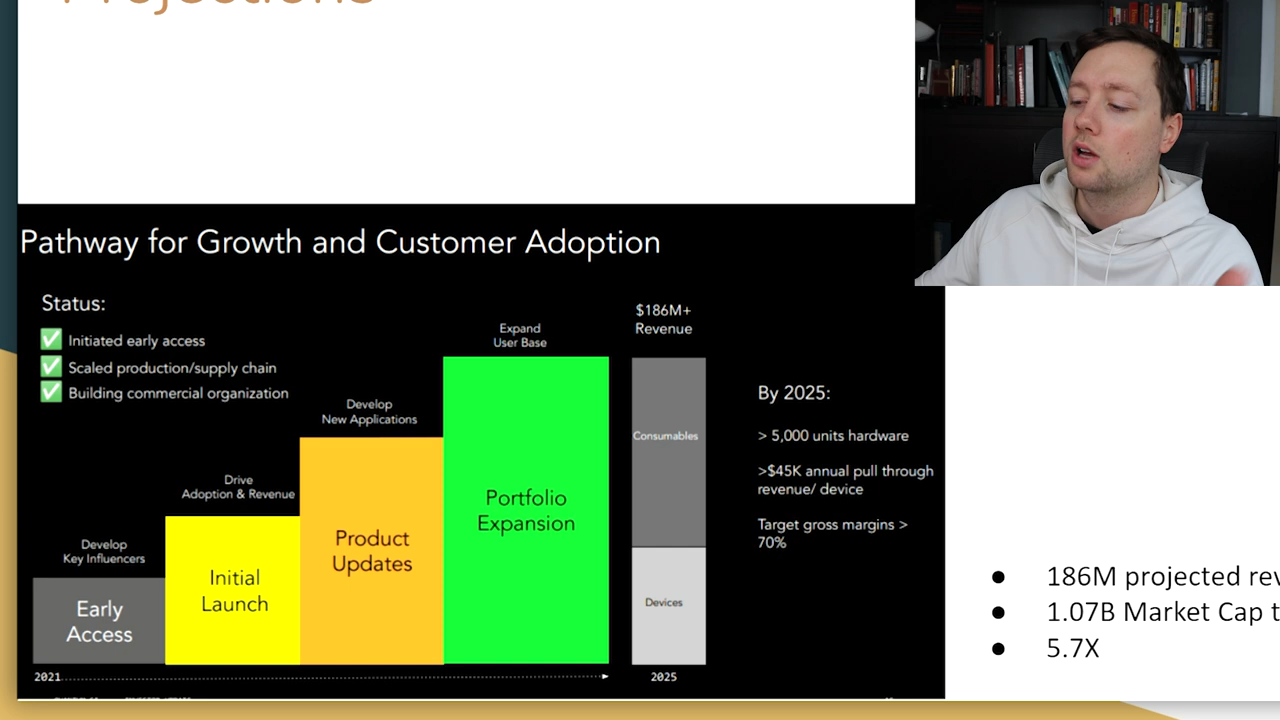 Projections
Pathway for Growth and Customer Adoption
Status:
✅ Initiated early access
✅ Scaled production/supply chain
✅ Building commercial organization
Develop
Key Influencers
Early
Access
Drive
Adoption & Revenue
Initial
Launch
Develop
New Applications
Product
Updates
Expand
User Base
Portfolio
Expansion
$186M+
Revenue
Consumables
Devices
2021
2025
By 2025:
> 5,000 units hardware
>$45K annual pull through
revenue/ device
Target gross margins >
70%
● 186M projected rev
● 1.07B Market Cap t
● 5.7X